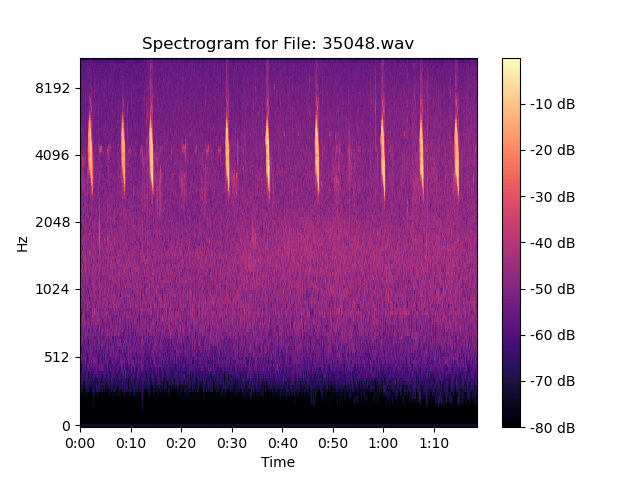 Spectrogram for File: 35048.wav
8192
4096
2048
1024
512
0
Hz
0:00 0:10 0:20 0:30 0:40 0:50 1:00 1:10
Time
-10 dB
-20 dB
-30 dB
-40 dB
-50 dB
-60 dB
-70 dB
-80 dB